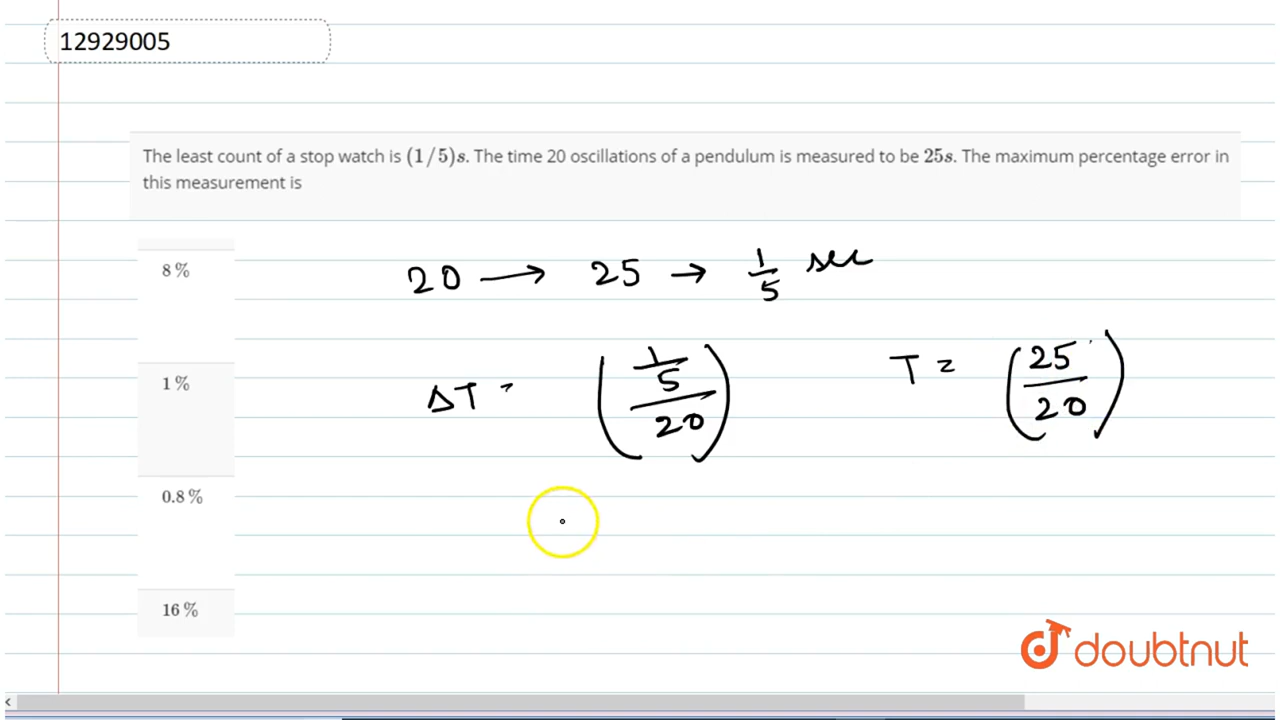 12929005
The least count of a stop watch is (1/5)s. The time 20 oscillations of a pendulum is measured to be 25s. The maximum percentage error in
this measurement is
8 %
20 → 25 → 1/5 sec
1 %
ΔT = ((1/5)/20) T = (25/20)
0.8 %
16 %
doubtnut